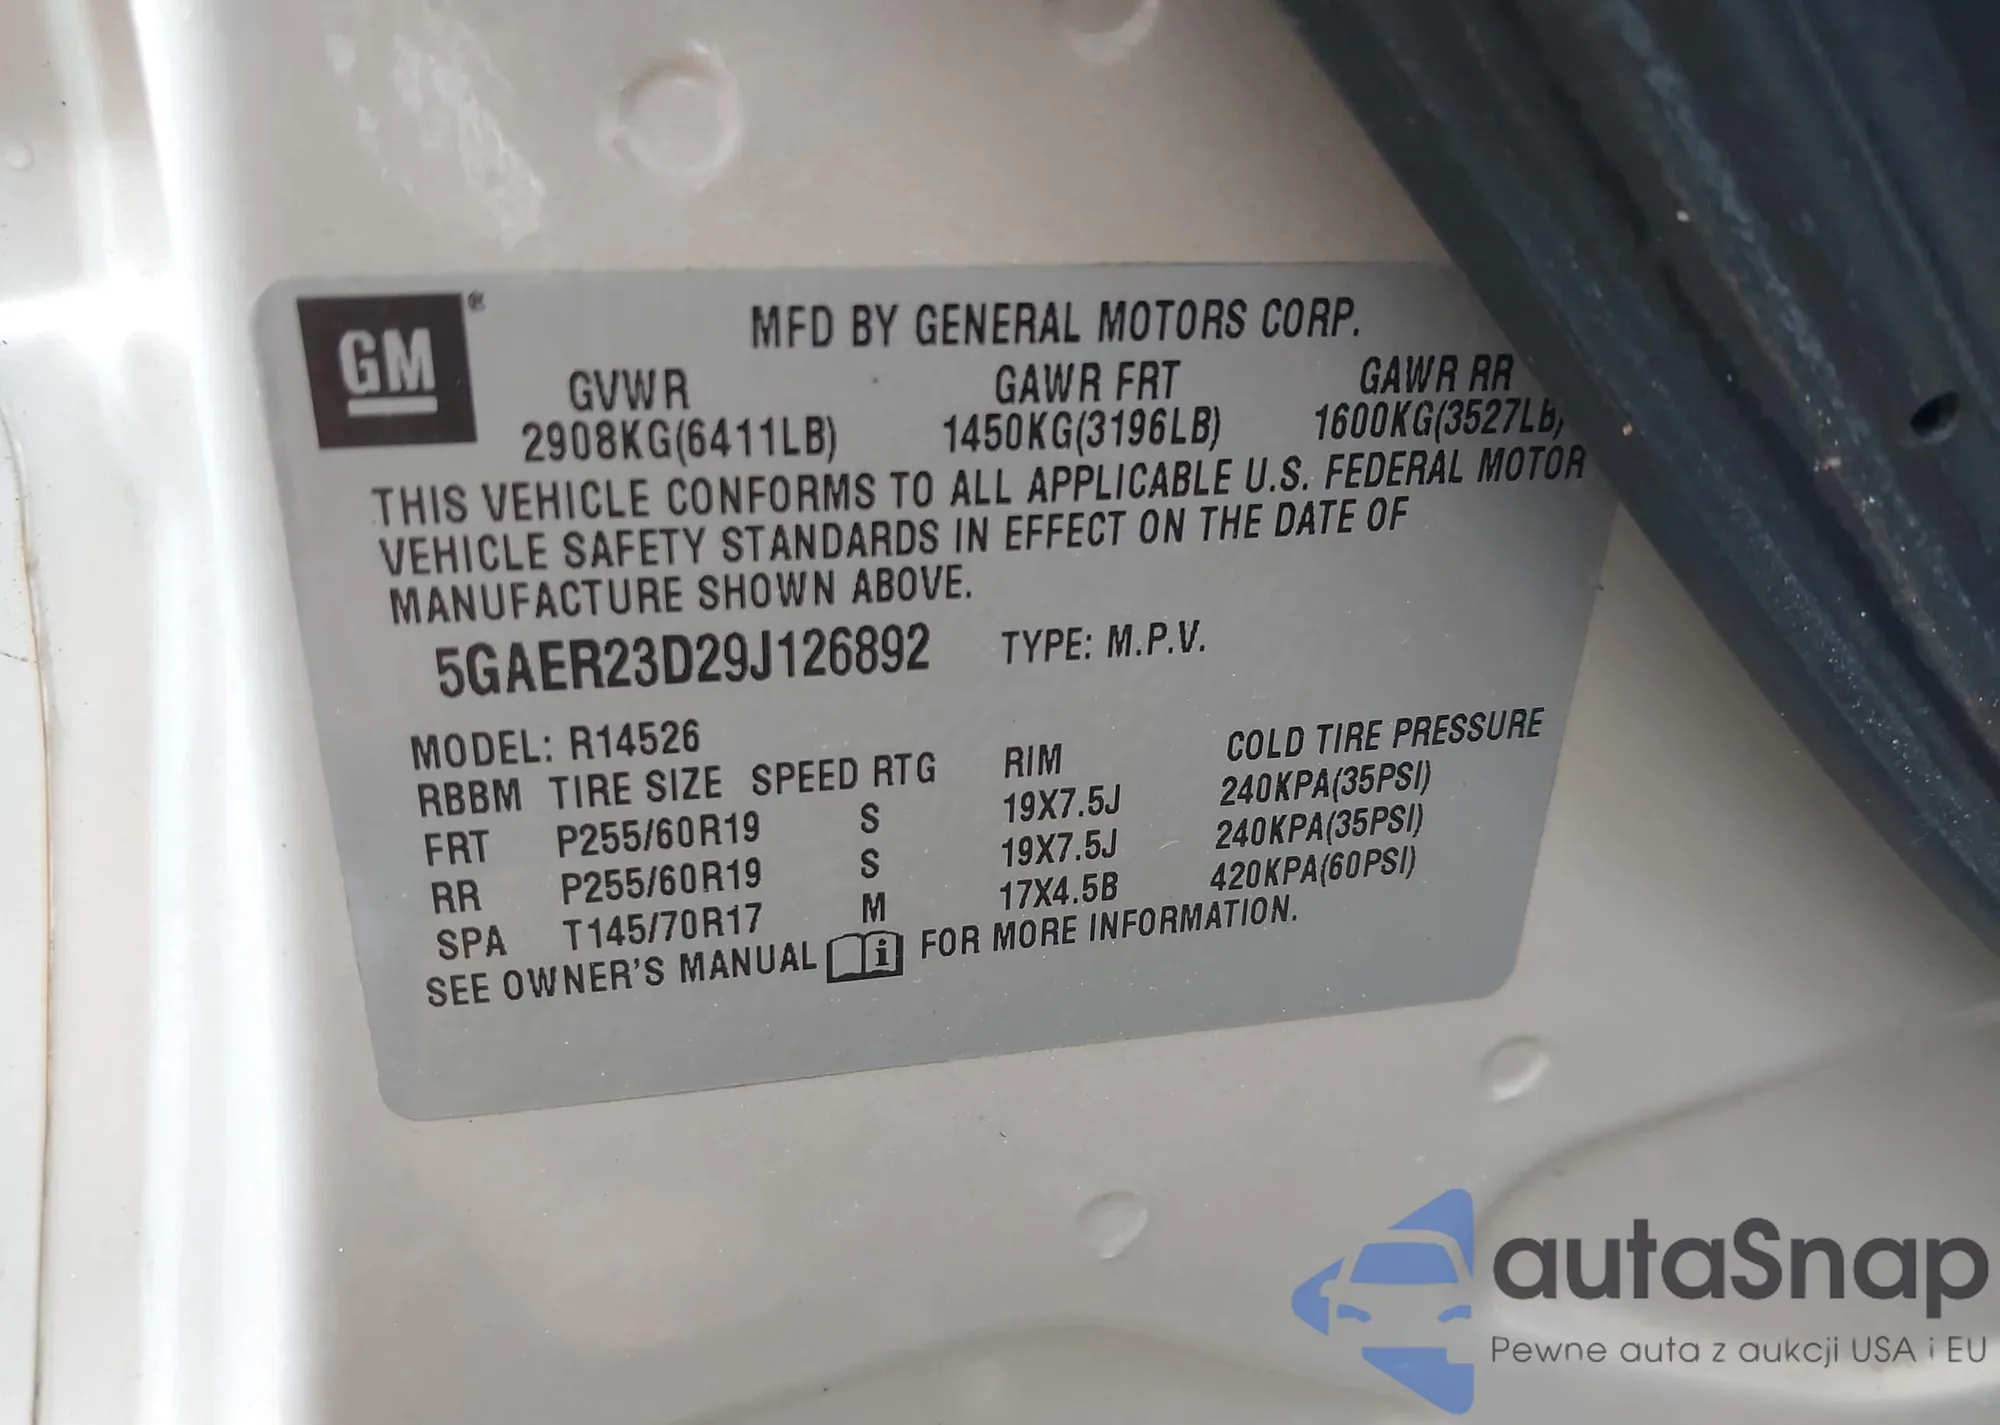 GM ®
MFD BY GENERAL MOTORS CORP.
GVWR GAWR FRT GAWR RR
2908KG(6411LB) 1450KG(3196LB) 1600KG(3527LB)
THIS VEHICLE CONFORMS TO ALL APPLICABLE U.S. FEDERAL MOTOR
VEHICLE SAFETY STANDARDS IN EFFECT ON THE DATE OF
MANUFACTURE SHOWN ABOVE.
5GAER23D29J126892 TYPE: M.P.V.
MODEL: R14526
RBBM TIRE SIZE SPEED RTG RIM COLD TIRE PRESSURE
FRT P255/60R19 S 19X7.5J 240KPA(35PSI)
RR P255/60R19 S 19X7.5J 240KPA(35PSI)
SPA T145/70R17 M 17X4.5B 420KPA(60PSI)
SEE OWNER'S MANUAL i FOR MORE INFORMATION.
autaSnap
Pewne auta z aukcji USA i EU